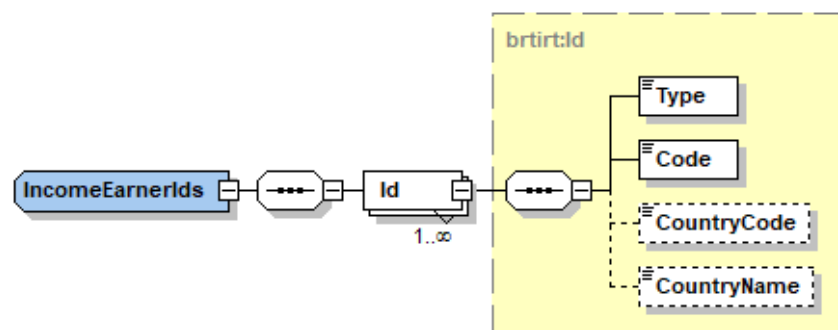 brtirt:Id
Type
Code
IncomeEarnerIds
Id
1..∞
CountryCode
CountryName